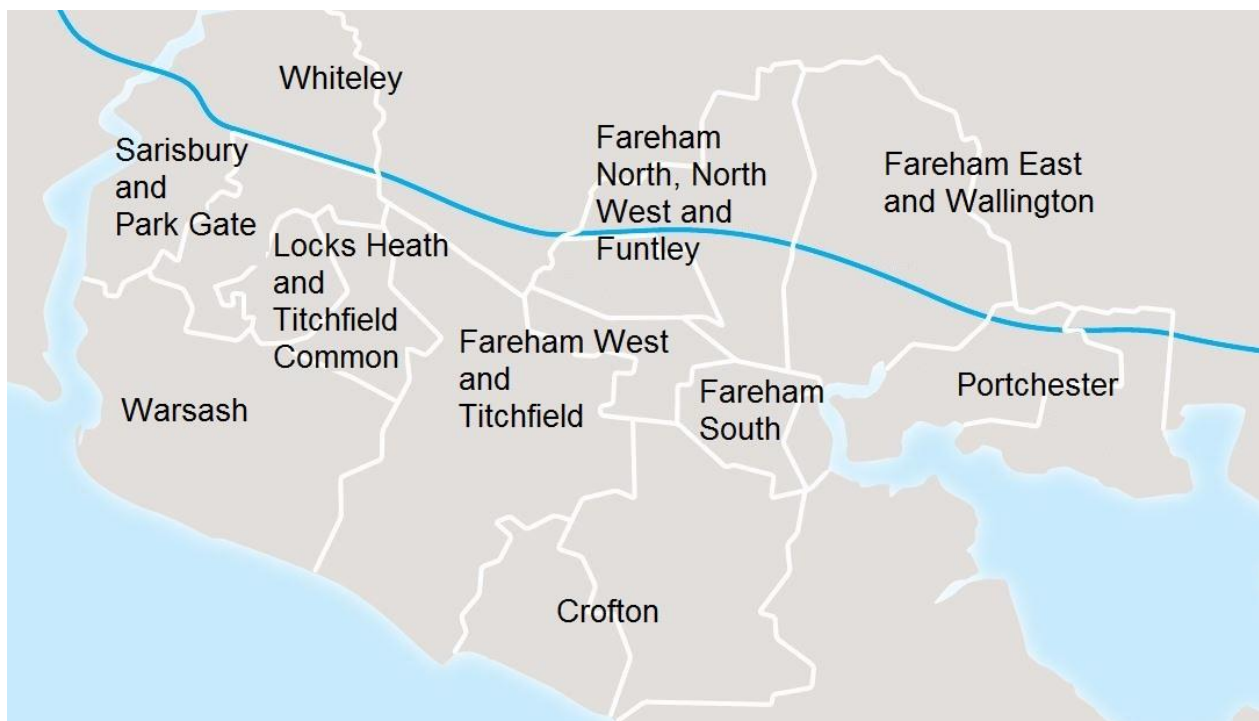 Whiteley
Sarisbury
and
Park Gate
Fareham
North, North
West and
Funtley
Fareham East
and Wallington
Locks Heath
and
Titchfield
Common
Fareham West
and
Titchfield
Fareham
South
Portchester
Warsash
Crofton